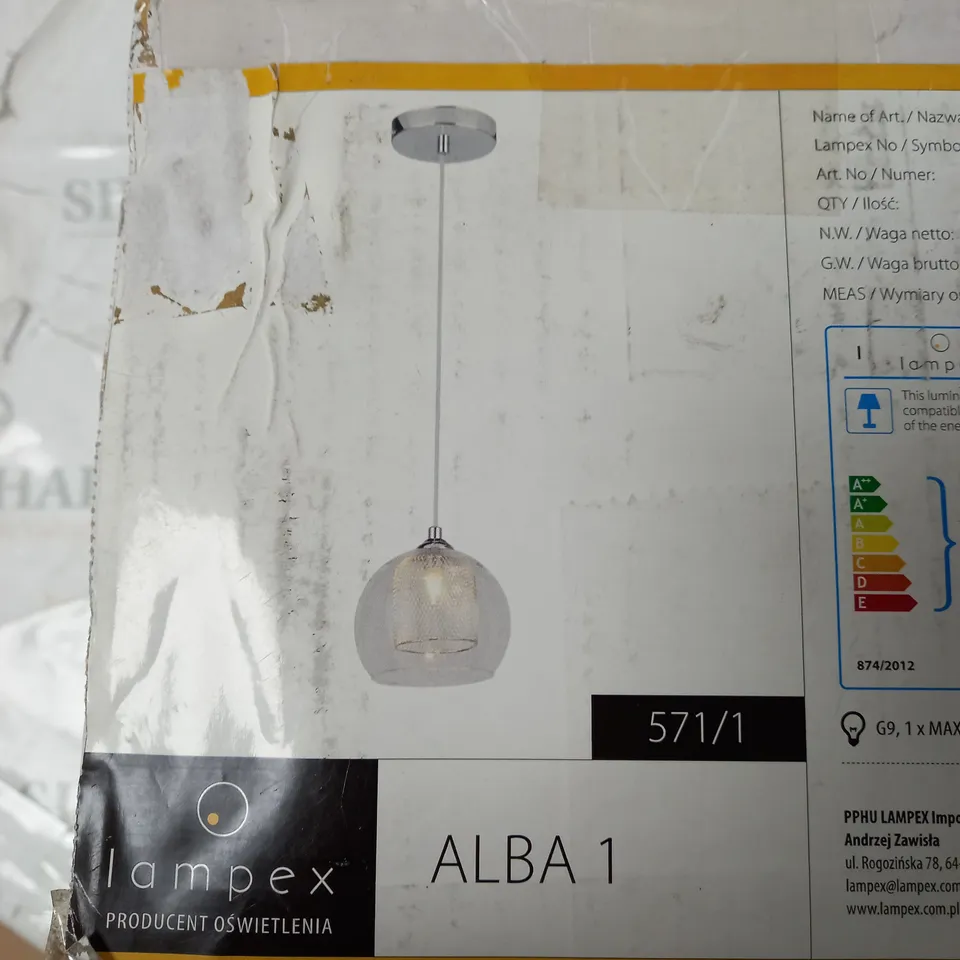 Name of Art. / Nazwa
Lampex No / Symbo
Art. No / Numer:
QTY / Ilość:
N.W. / Waga netto:
G.W. / Waga brutto
MEAS / Wymiary o
I
lamp
This lumin
compatibl
of the ene
A++
A+
A
B
C
D
E
874/2012
G9, 1 x MAX
571/1
ALBA 1
lampex
PRODUCENT OŚWIETLENIA
PPHU LAMPEX Impo
Andrzej Zawisła
ul. Rogozińska 78, 64-
lampex@lampex.com
www.lampex.com.pl